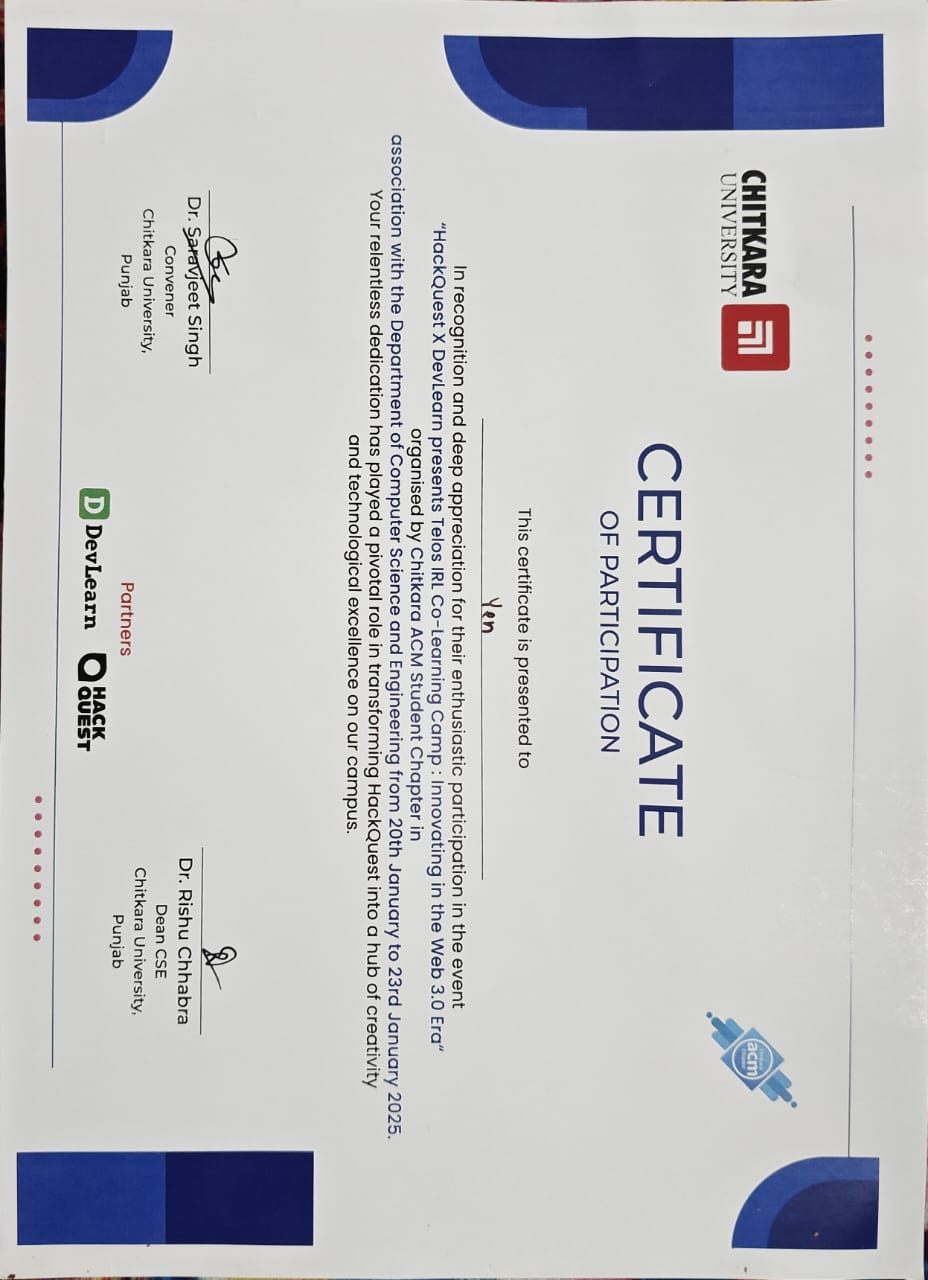 CHITKARA
UNIVERSITY
acm
CERTIFICATE
OF PARTICIPATION
This certificate is presented to
Yen
In recognition and deep appreciation for their enthusiastic participation in the event
“HackQuest X DevLearn presents Telos IRL Co-Learning Camp : Innovating in the Web 3.0 Era”
organised by Chitkara ACM Student Chapter in
association with the Department of Computer Science and Engineering from 20th January to 23rd January 2025.
Your relentless dedication has played a pivotal role in transforming HackQuest into a hub of creativity
and technological excellence on our campus.
Dr. Saravjeet Singh
Convener
Chitkara University,
Punjab
Dr. Rishu Chhabra
Dean CSE
Chitkara University,
Punjab
Partners
D DevLearn
HACK
QUEST